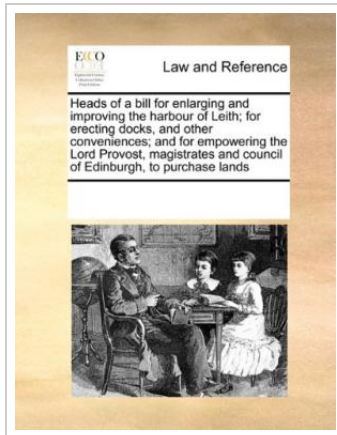 ECCO
Law and Reference
Heads of a bill for enlarging and
improving the harbour of Leith; for
erecting docks, and other
conveniences; and for empowering the
Lord Provost, magistrates and council
of Edinburgh, to purchase lands